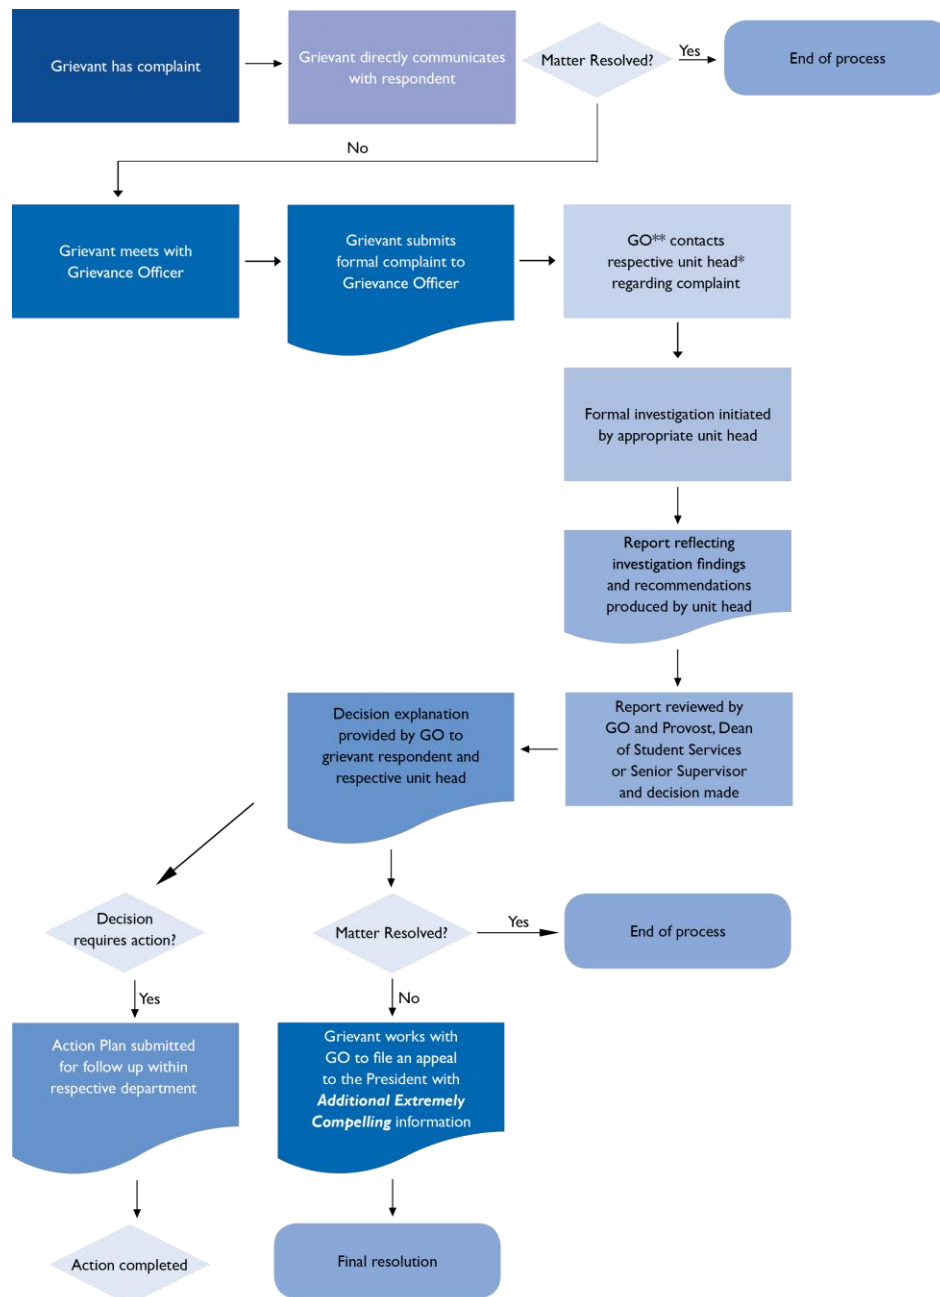 Grievant has complaint
Grievant directly communicates
with respondent
Matter Resolved?
Yes
End of process
No
Grievant meets with
Grievance Officer
Grievant submits
formal complaint to
Grievance Officer
GO** contacts
respective unit head*
regarding complaint
Formal investigation initiated
by appropriate unit head
Report reflecting
investigation findings
and recommendations
produced by unit head
Report reviewed by
GO and Provost, Dean
of Student Services
or Senior Supervisor
and decision made
Decision explanation
provided by GO to
grievant respondent and
respective unit head
Decision
requires action?
Matter Resolved?
Yes
End of process
Yes
No
Action Plan submitted
for follow up within
respective department
Grievant works with
GO to file an appeal
to the President with
Additional Extremely
Compelling information
Action completed
Final resolution